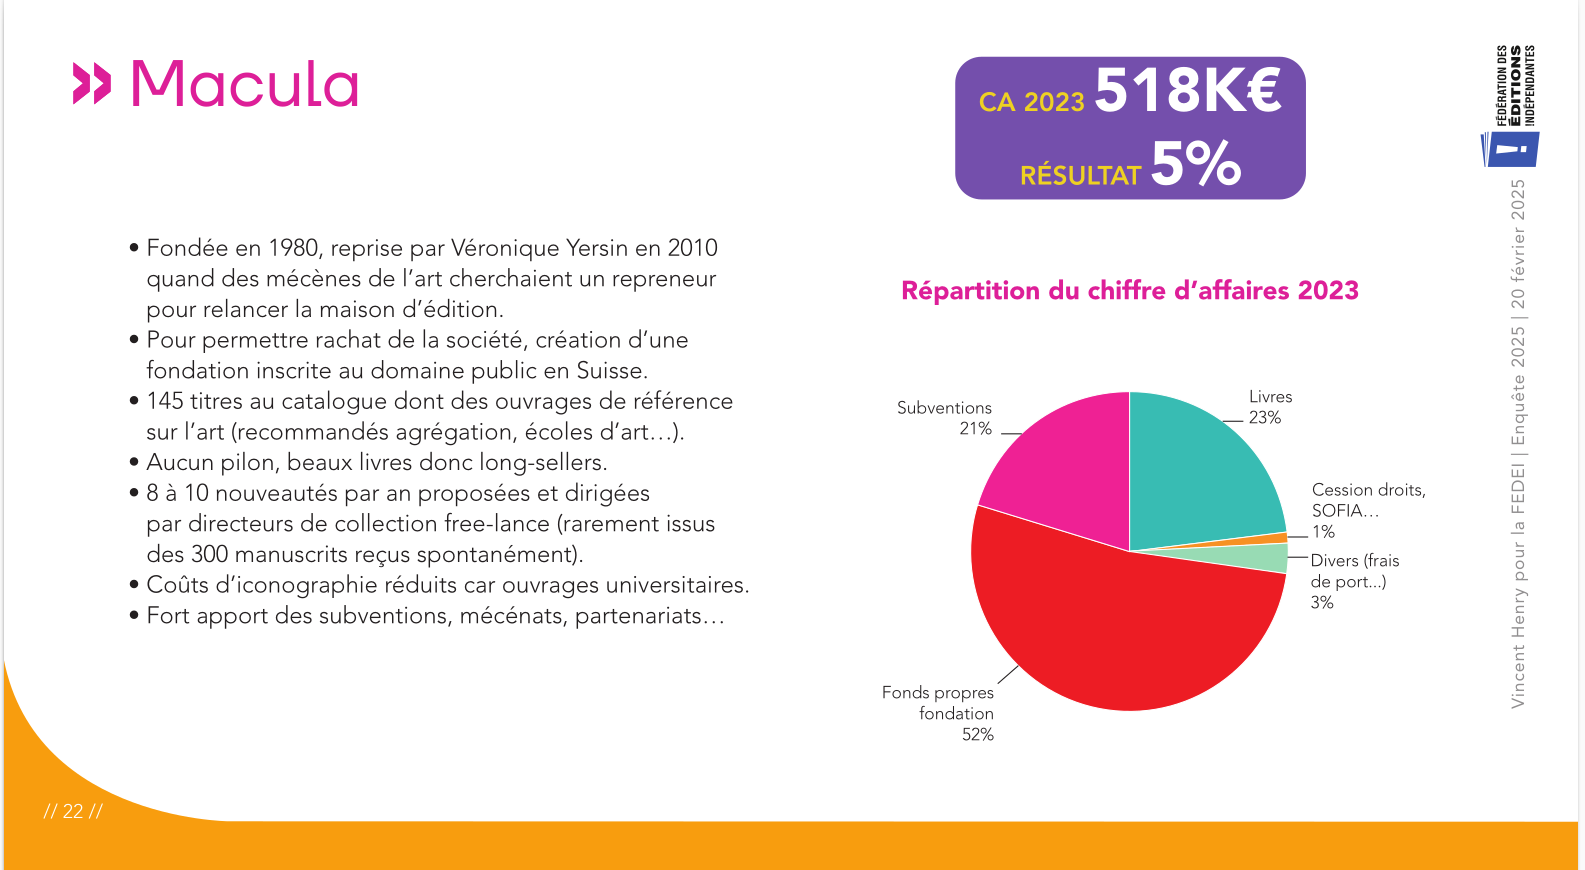 Macula
CA 2023 518K€
RÉSULTAT 5%
FÉDÉRATION DES
ÉDITIONS
INDÉPENDANTES
Vincent Henry pour la FEDEI | Enquête 2025 | 20 février 2025
• Fondée en 1980, reprise par Véronique Yersin en 2010
quand des mécènes de l’art cherchaient un repreneur
pour relancer la maison d’édition.
• Pour permettre rachat de la société, création d’une
fondation inscrite au domaine public en Suisse.
• 145 titres au catalogue dont des ouvrages de référence
sur l’art (recommandés agrégation, écoles d’art…).
• Aucun pilon, beaux livres donc long-sellers.
• 8 à 10 nouveautés par an proposées et dirigées
par directeurs de collection free-lance (rarement issus
des 300 manuscrits reçus spontanément).
• Coûts d’iconographie réduits car ouvrages universitaires.
• Fort apport des subventions, mécénats, partenariats…
Répartition du chiffre d’affaires 2023
Livres
23%
Subventions
21%
Cession droits,
SOFIA…
1%
Divers (frais
de port...)
3%
Fonds propres
fondation
52%
// 22 //